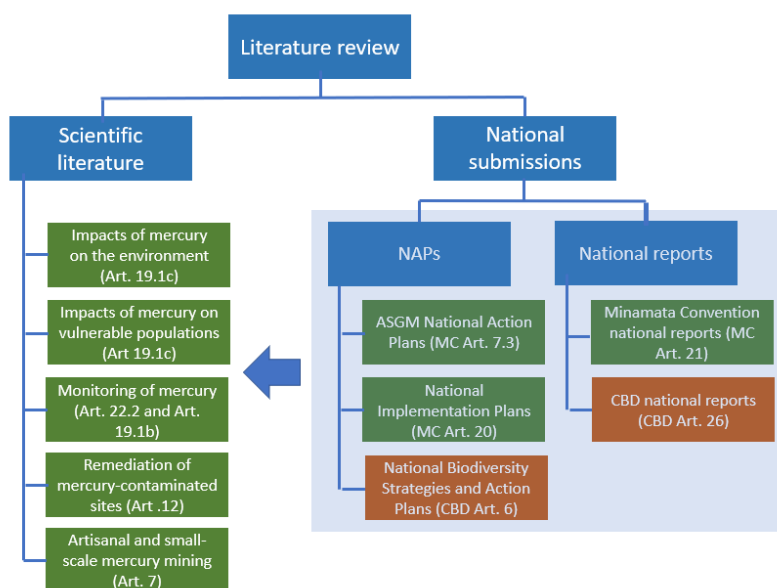 Literature review
Scientific
literature
National
submissions
Impacts of mercury
on the environment
(Art. 19.1c)
Impacts of mercury on
vulnerable populations
(Art 19.1c)
Monitoring of mercury
(Art. 22.2 and Art.
19.1b)
Remediation of
mercury-contaminated
sites (Art .12)
Artisanal and small-
scale mercury mining
(Art. 7)
NAPs
ASGM National Action
Plans (MC Art. 7.3)
National
Implementation Plans
(MC Art. 20)
National Biodiversity
Strategies and Action
Plans (CBD Art. 6)
National reports
Minamata Convention
national reports (MC
Art. 21)
CBD national reports
(CBD Art. 26)